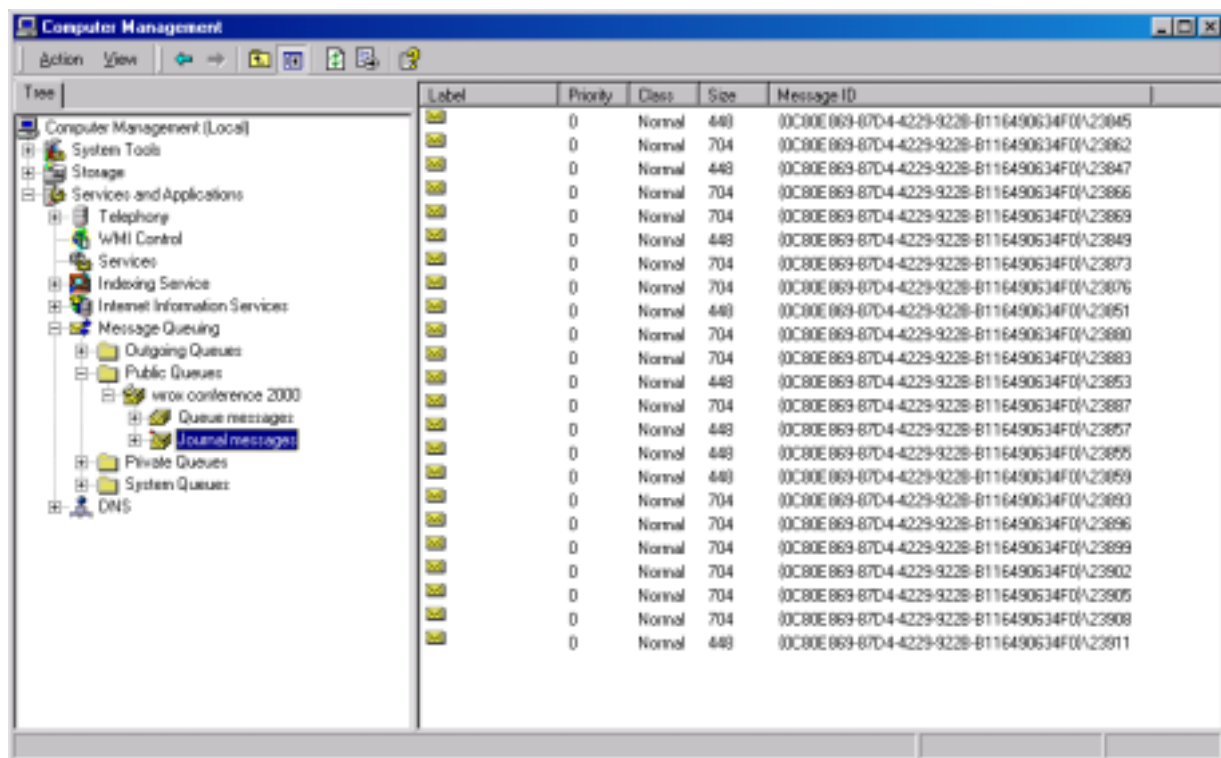 Computer Management
Action View
Tree
Computer Management (Local)
System Tools
Storage
Services and Applications
Telephony
WMI Control
Services
Indexing Service
Internet Information Services
Message Queuing
Outgoing Queues
Public Queues
wrox conference 2000
Queue messages
Journal messages
Private Queues
System Queues
DNS
Label Priority Class Size Message ID
0 Normal 448 {0C80E869-87D4-4229-922B-B116490634F0}\23845
0 Normal 704 {0C80E869-87D4-4229-922B-B116490634F0}\23862
0 Normal 448 {0C80E869-87D4-4229-922B-B116490634F0}\23847
0 Normal 704 {0C80E869-87D4-4229-922B-B116490634F0}\23866
0 Normal 704 {0C80E869-87D4-4229-922B-B116490634F0}\23869
0 Normal 448 {0C80E869-87D4-4229-922B-B116490634F0}\23849
0 Normal 704 {0C80E869-87D4-4229-922B-B116490634F0}\23873
0 Normal 704 {0C80E869-87D4-4229-922B-B116490634F0}\23876
0 Normal 448 {0C80E869-87D4-4229-922B-B116490634F0}\23851
0 Normal 704 {0C80E869-87D4-4229-922B-B116490634F0}\23880
0 Normal 704 {0C80E869-87D4-4229-922B-B116490634F0}\23883
0 Normal 448 {0C80E869-87D4-4229-922B-B116490634F0}\23853
0 Normal 704 {0C80E869-87D4-4229-922B-B116490634F0}\23887
0 Normal 448 {0C80E869-87D4-4229-922B-B116490634F0}\23857
0 Normal 448 {0C80E869-87D4-4229-922B-B116490634F0}\23855
0 Normal 448 {0C80E869-87D4-4229-922B-B116490634F0}\23859
0 Normal 704 {0C80E869-87D4-4229-922B-B116490634F0}\23893
0 Normal 704 {0C80E869-87D4-4229-922B-B116490634F0}\23896
0 Normal 704 {0C80E869-87D4-4229-922B-B116490634F0}\23899
0 Normal 704 {0C80E869-87D4-4229-922B-B116490634F0}\23902
0 Normal 704 {0C80E869-87D4-4229-922B-B116490634F0}\23905
0 Normal 704 {0C80E869-87D4-4229-922B-B116490634F0}\23908
0 Normal 448 {0C80E869-87D4-4229-922B-B116490634F0}\23911